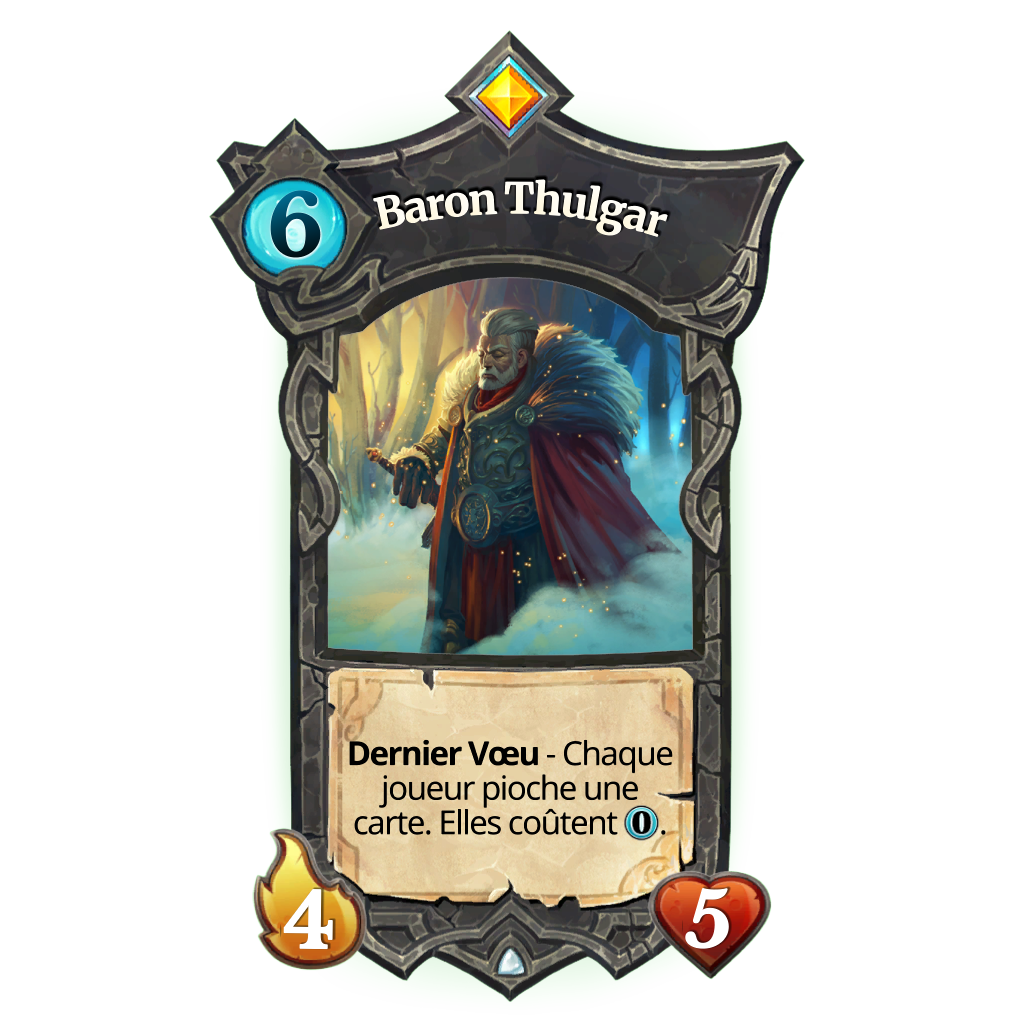 6
Baron Thulgar
Dernier Vœu - Chaque
joueur pioche une
carte. Elles coûtent 0.
4
5